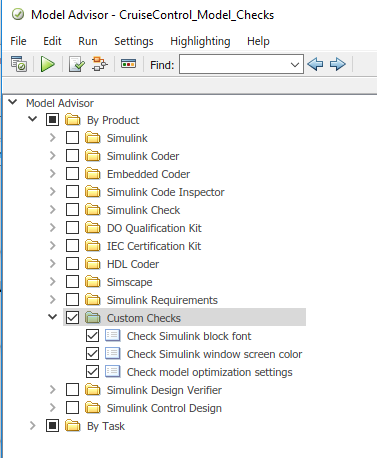 Model Advisor - CruiseControl_Model_Checks
File Edit Run Settings Highlighting Help
Find:
Model Advisor
By Product
Simulink
Simulink Coder
Embedded Coder
Simulink Code Inspector
Simulink Check
DO Qualification Kit
IEC Certification Kit
HDL Coder
Simscape
Simulink Requirements
Custom Checks
Check Simulink block font
Check Simulink window screen color
Check model optimization settings
Simulink Design Verifier
Simulink Control Design
By Task